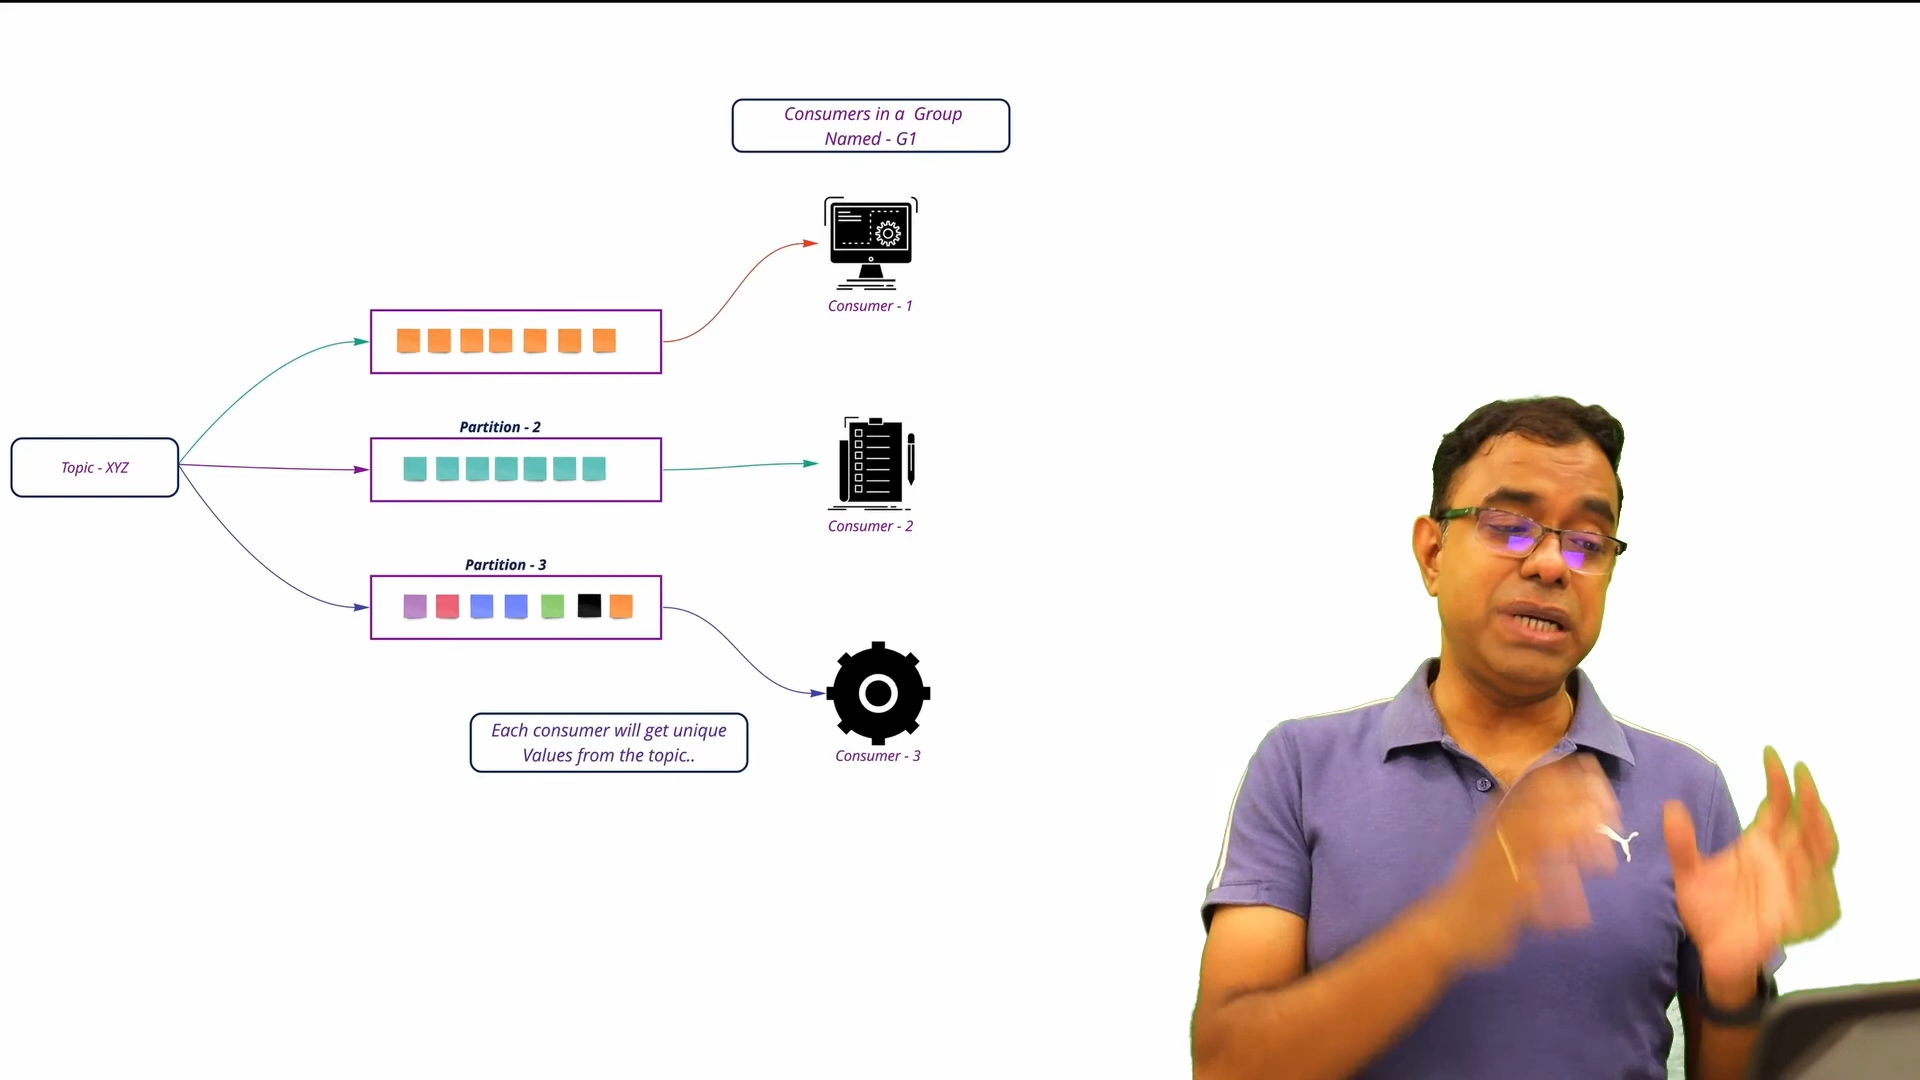 Consumers in a Group
Named - G1
Consumer - 1
Partition - 2
Topic - XYZ
Consumer - 2
Partition - 3
Each consumer will get unique
Values from the topic..
Consumer - 3